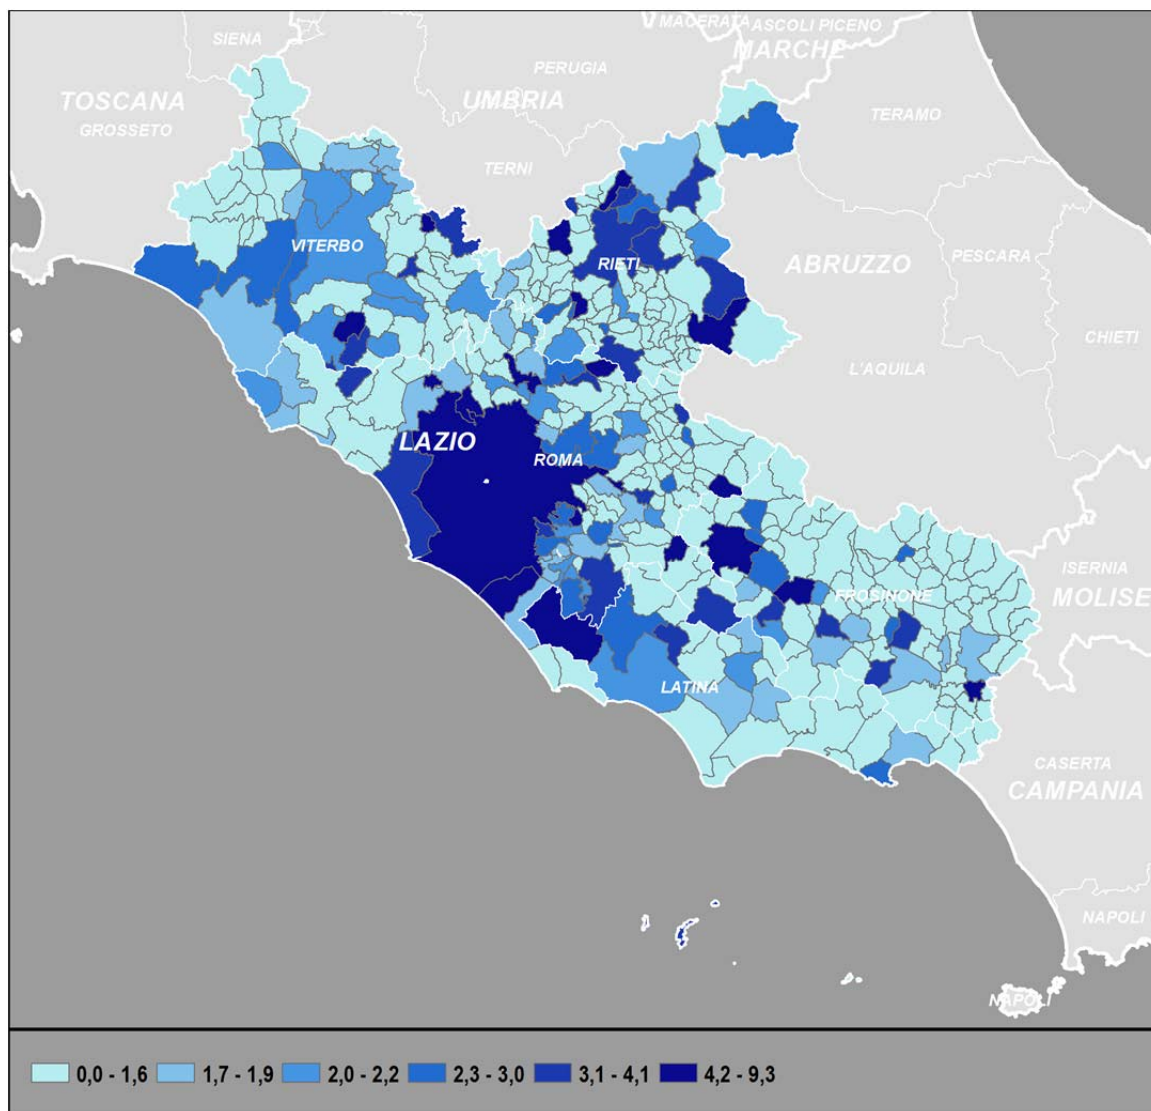 MACERATA
ASCOLI PICENO
SIENA
MARCHE
PERUGIA
TOSCANA
UMBRIA
GROSSETO
TERAMO
TERNI
VITERBO
RIETI
ABRUZZO
PESCARA
CHIETI
L'AQUILA
LAZIO
ROMA
ISERNIA
FROSINONE
MOLISE
LATINA
CASERTA
CAMPANIA
NAPOLI
NAPOLI
0,0 - 1,6 1,7 - 1,9 2,0 - 2,2 2,3 - 3,0 3,1 - 4,1 4,2 - 9,3